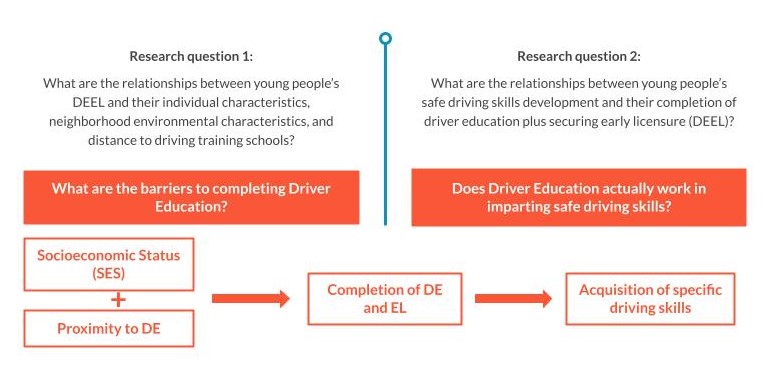 Research question 1:
What are the relationships between young people's
DEEL and their individual characteristics,
neighborhood environmental characteristics, and
distance to driving training schools?
What are the barriers to completing Driver
Education?
Research question 2:
What are the relationships between young people's
safe driving skills development and their completion of
driver education plus securing early licensure (DEEL)?
Does Driver Education actually work in
imparting safe driving skills?
Socioeconomic Status
(SES)
+
Proximity to DE
Completion of DE
and EL
Acquisition of specific
driving skills